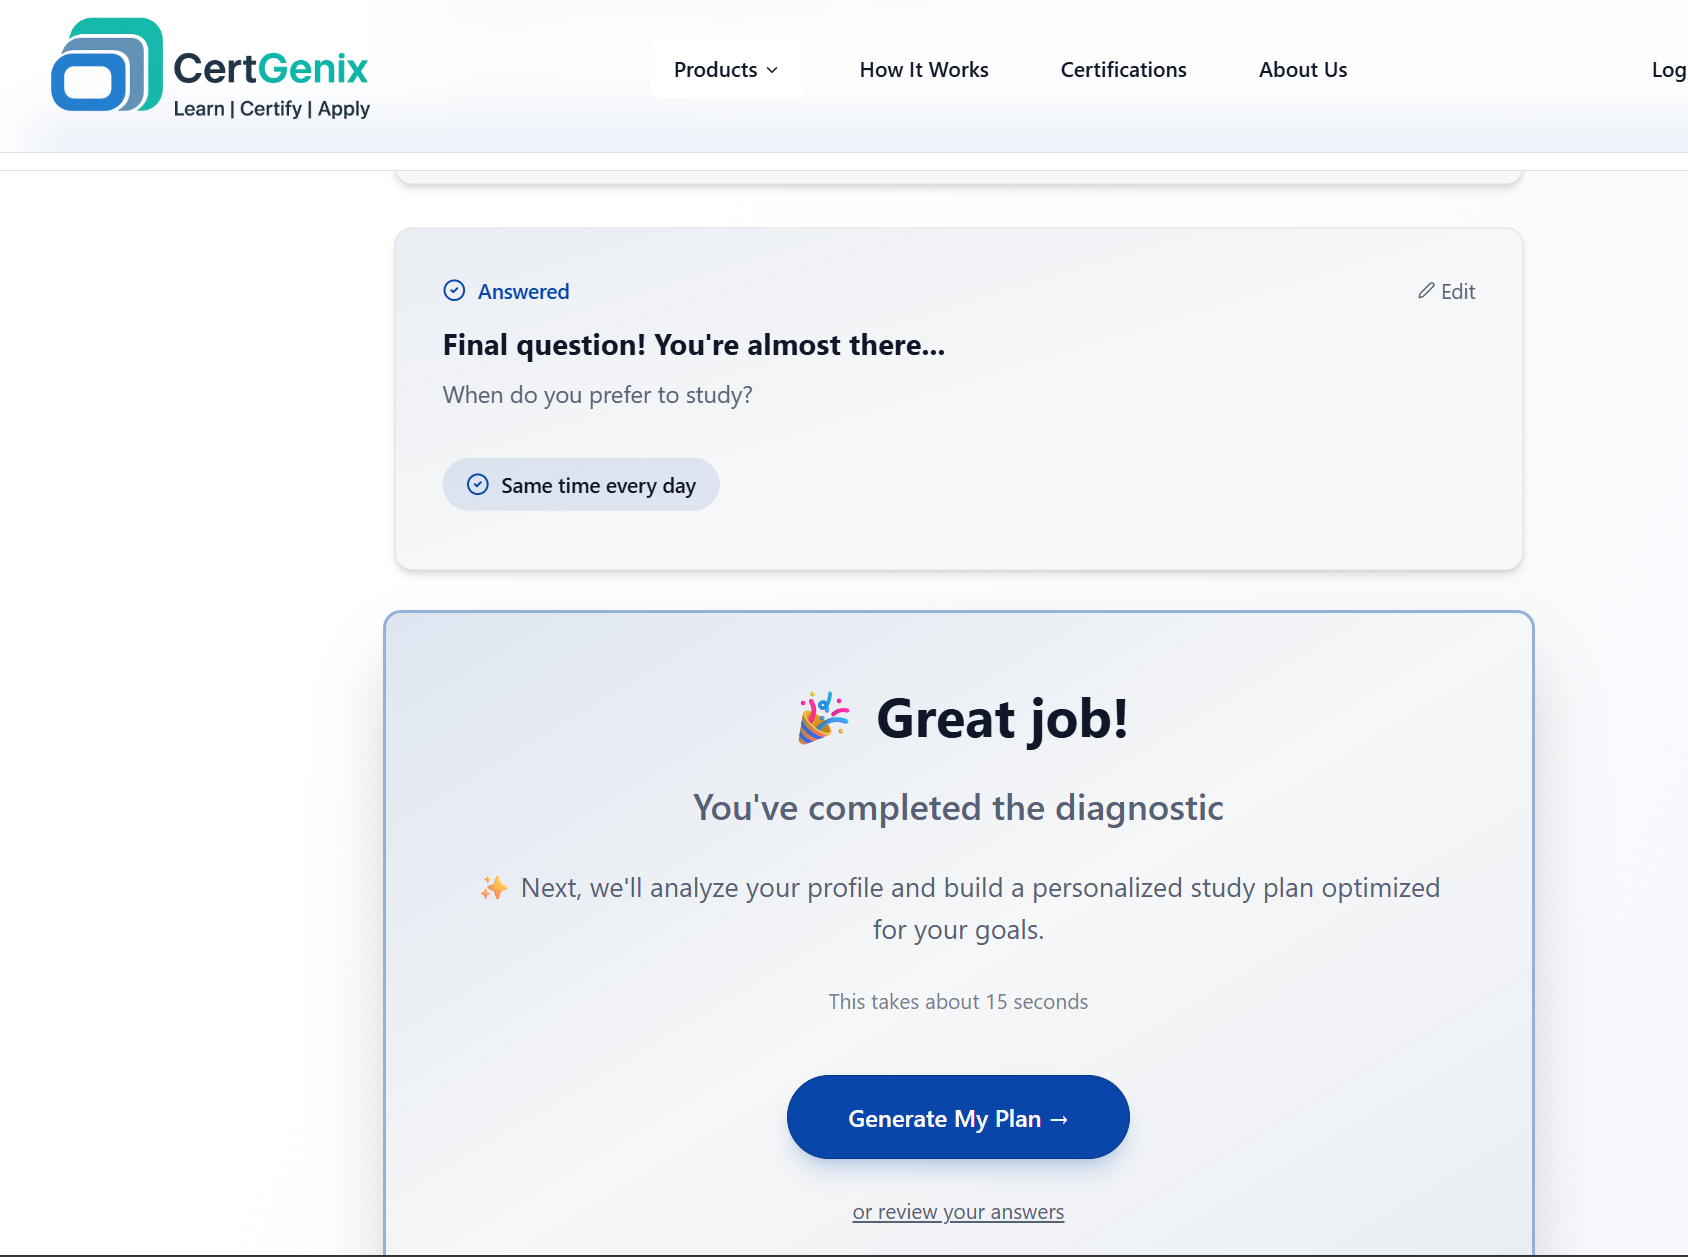 CertGenix
Learn | Certify | Apply
Products
How It Works
Certifications
About Us
Log
Answered
Edit
Final question! You're almost there...
When do you prefer to study?
Same time every day
🎉 Great job!
You've completed the diagnostic
✨ Next, we'll analyze your profile and build a personalized study plan optimized
for your goals.
This takes about 15 seconds
Generate My Plan →
or review your answers